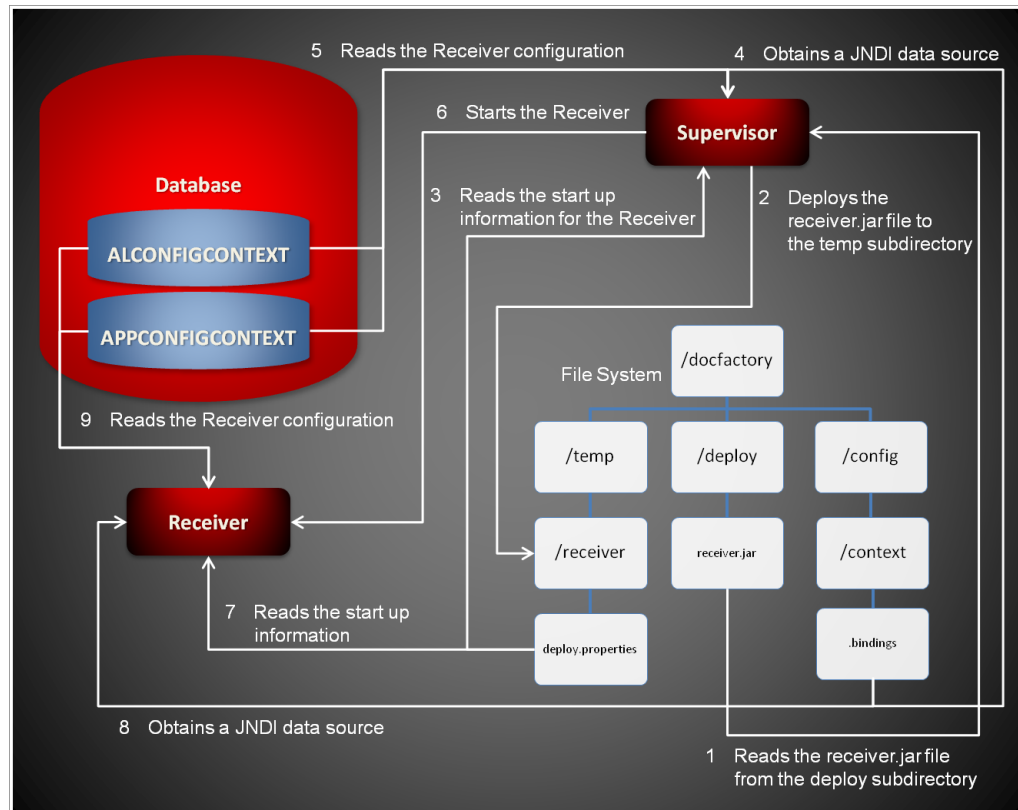 5 Reads the Receiver configuration
4 Obtains a JNDI data source
6 Starts the Receiver
Supervisor
Database
3 Reads the start up
information for the Receiver
2 Deploys the
receiver.jar file to
the temp subdirectory
ALCONFIGCONTEXT
APPCONFIGCONTEXT
File System
/docfactory
9 Reads the Receiver configuration
/temp
/deploy
/config
Receiver
/receiver
receiver.jar
/context
7 Reads the start up
information
deploy.properties
.bindings
8 Obtains a JNDI data source
1 Reads the receiver.jar file
from the deploy subdirectory